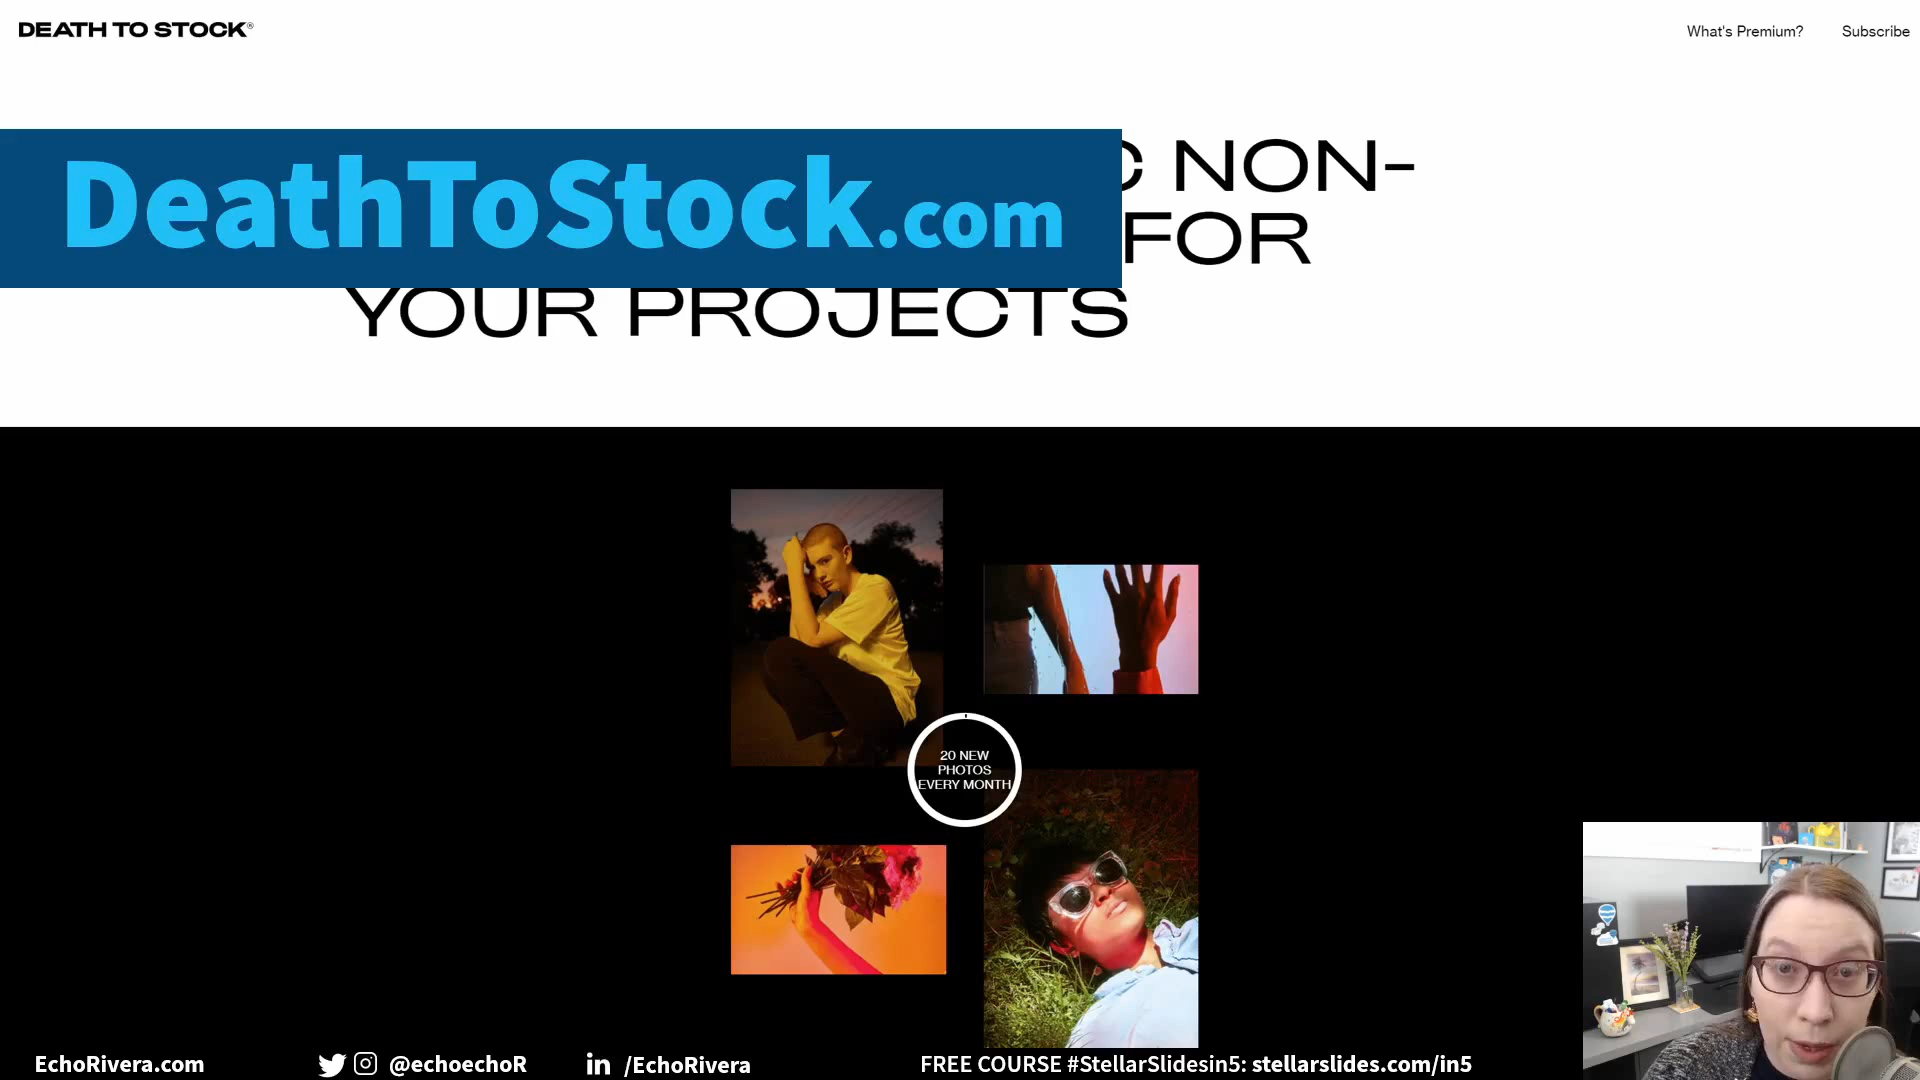 DEATH TO STOCK®
What's Premium?
Subscribe
DeathToStock.com
C NON-
FOR
YOUR PROJECTS
20 NEW
PHOTOS
EVERY MONTH
EchoRivera.com
@echoechoR
in /EchoRivera
FREE COURSE #StellarSlidesin5: stellarslides.com/in5